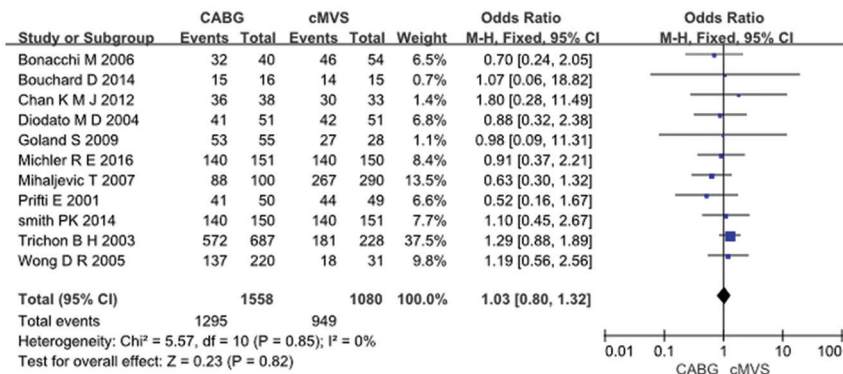 CABG cMVS Odds Ratio Odds Ratio
Study or Subgroup Events Total Events Total Weight M-H, Fixed, 95% CI M-H, Fixed, 95% CI
Bonacchi M 2006 32 40 46 54 6.5% 0.70 [0.24, 2.05]
Bouchard D 2014 15 16 14 15 0.7% 1.07 [0.06, 18.82]
Chan K M J 2012 36 38 30 33 1.4% 1.80 [0.28, 11.49]
Diodato M D 2004 41 51 42 51 6.8% 0.88 [0.32, 2.38]
Goland S 2009 53 55 27 28 1.1% 0.98 [0.09, 11.31]
Michler R E 2016 140 151 140 150 8.4% 0.91 [0.37, 2.21]
Mihaljevic T 2007 88 100 267 290 13.5% 0.63 [0.30, 1.32]
Prifti E 2001 41 50 44 49 6.6% 0.52 [0.16, 1.67]
smith PK 2014 140 150 140 151 7.7% 1.10 [0.45, 2.67]
Trichon B H 2003 572 687 181 228 37.5% 1.29 [0.88, 1.89]
Wong D R 2005 137 220 18 31 9.8% 1.19 [0.56, 2.56]
Total (95% CI) 1558 1080 100.0% 1.03 [0.80, 1.32]
Total events 1295 949
Heterogeneity: Chi² = 5.57, df = 10 (P = 0.85); I² = 0%
Test for overall effect: Z = 0.23 (P = 0.82)
0.01 0.1 1 10 100
CABG cMVS